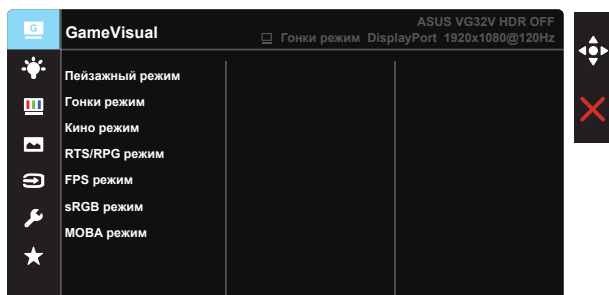 G
GameVisual
ASUS VG32V HDR OFF
Гонки режим DisplayPort 1920x1080@120Hz
Пейзажный режим
Гонки режим
Кино режим
RTS/RPG режим
FPS режим
sRGB режим
MOBA режим